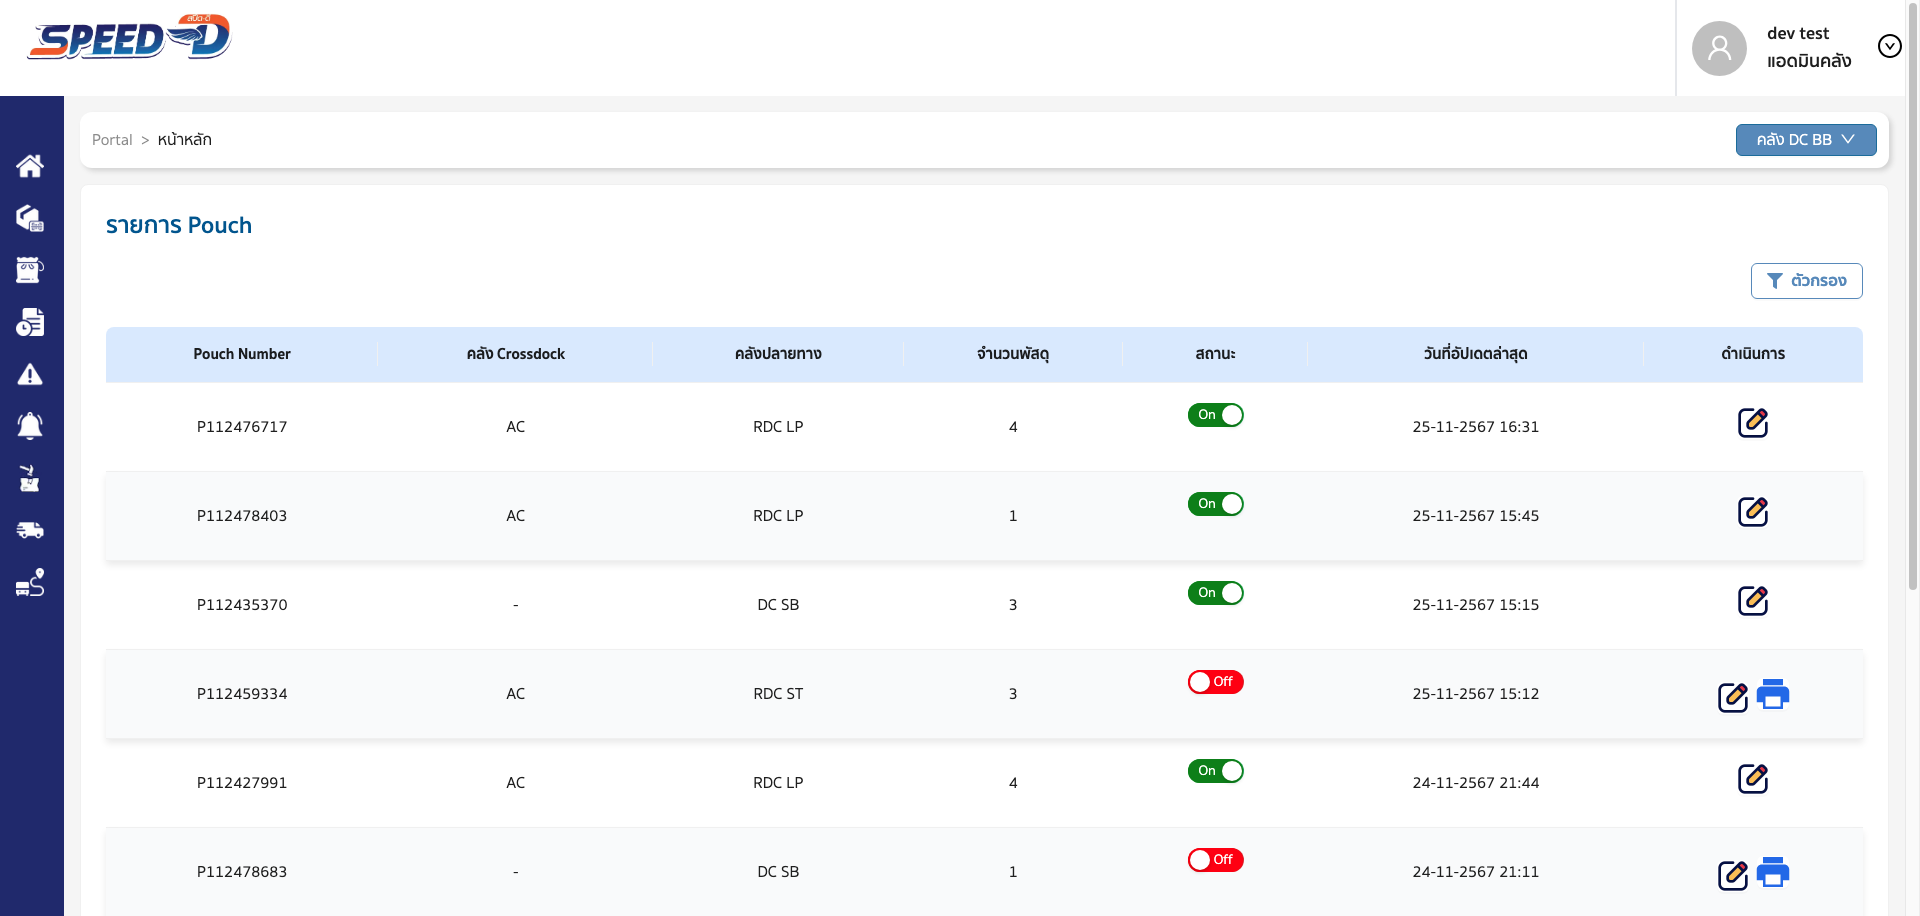 สปีด-ดี
SPEED-D
dev test
แอดมินคลัง
Portal > หน้าหลัก
คลัง DC BB
รายการ Pouch
ตัวกรอง
Pouch Number คลัง Crossdock คลังปลายทาง จำนวนพัสดุ สถานะ วันที่อัปเดตล่าสุด ดำเนินการ
P112476717 AC RDC LP 4 On 25-11-2567 16:31
P112478403 AC RDC LP 1 On 25-11-2567 15:45
P112435370 - DC SB 3 On 25-11-2567 15:15
P112459334 AC RDC ST 3 Off 25-11-2567 15:12
P112427991 AC RDC LP 4 On 24-11-2567 21:44
P112478683 - DC SB 1 Off 24-11-2567 21:11